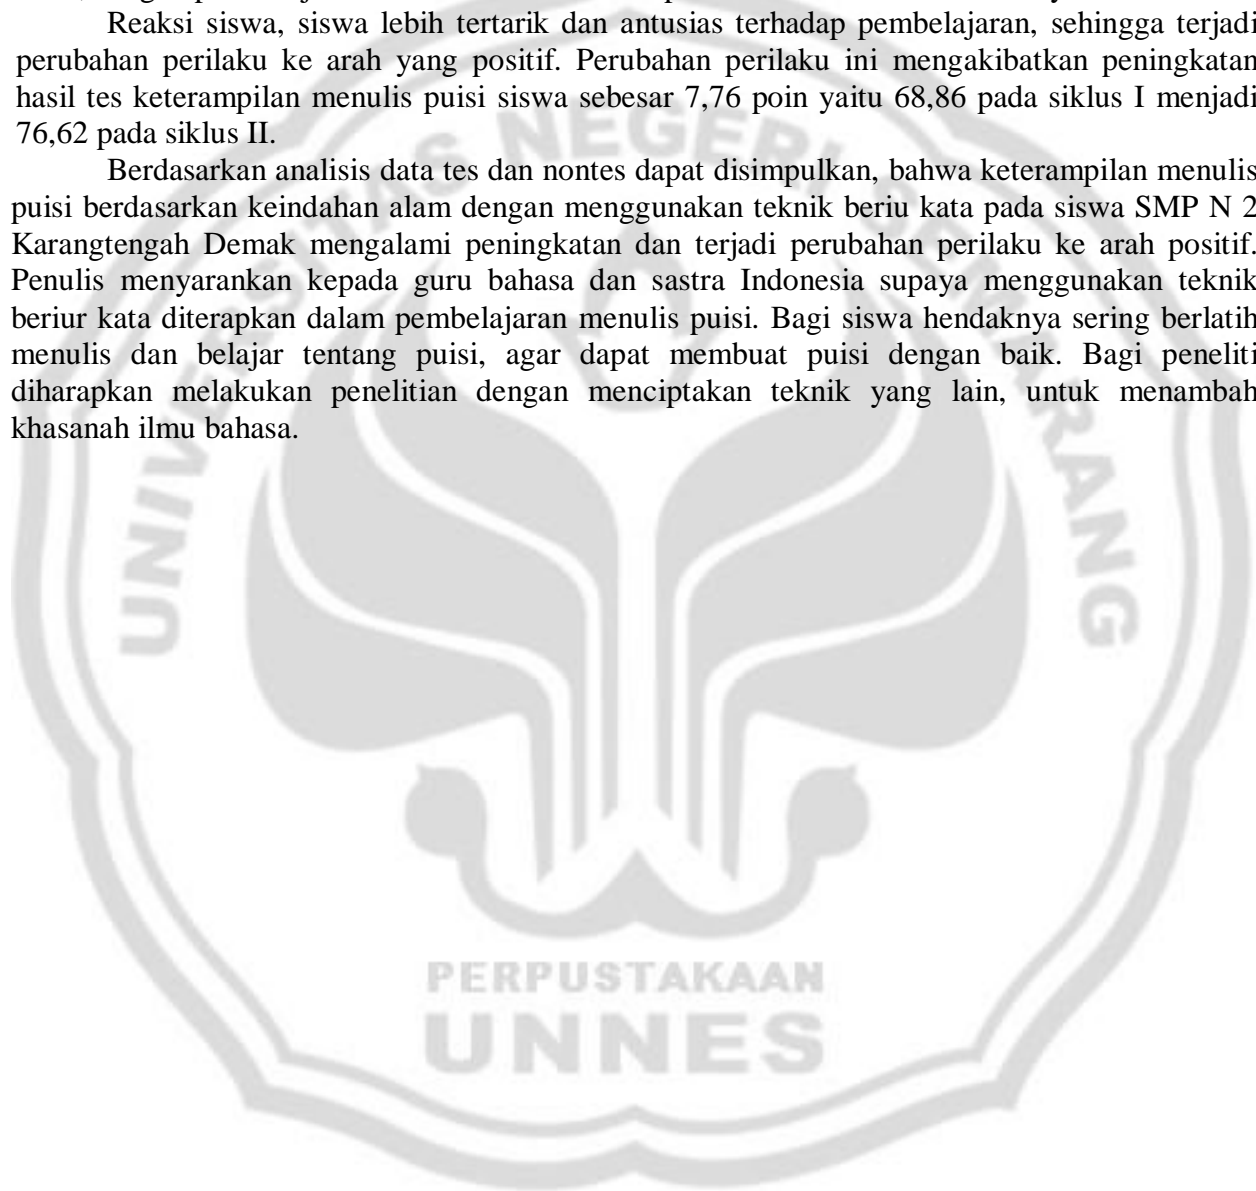 Reaksi siswa, siswa lebih tertarik dan antusias terhadap pembelajaran, sehingga terjadi
perubahan perilaku ke arah yang positif. Perubahan perilaku ini mengakibatkan peningkatan
hasil tes keterampilan menulis puisi siswa sebesar 7,76 poin yaitu 68,86 pada siklus I menjadi
76,62 pada siklus II.
Berdasarkan analisis data tes dan nontes dapat disimpulkan, bahwa keterampilan menulis
puisi berdasarkan keindahan alam dengan menggunakan teknik beriu kata pada siswa SMP N 2
Karangtengah Demak mengalami peningkatan dan terjadi perubahan perilaku ke arah positif.
Penulis menyarankan kepada guru bahasa dan sastra Indonesia supaya menggunakan teknik
beriur kata diterapkan dalam pembelajaran menulis puisi. Bagi siswa hendaknya sering berlatih
menulis dan belajar tentang puisi, agar dapat membuat puisi dengan baik. Bagi peneliti
diharapkan melakukan penelitian dengan menciptakan teknik yang lain, untuk menambah
khasanah ilmu bahasa.
UNIVERSITAS NEGERI SEMARANG
PERPUSTAKAAN
UNNES